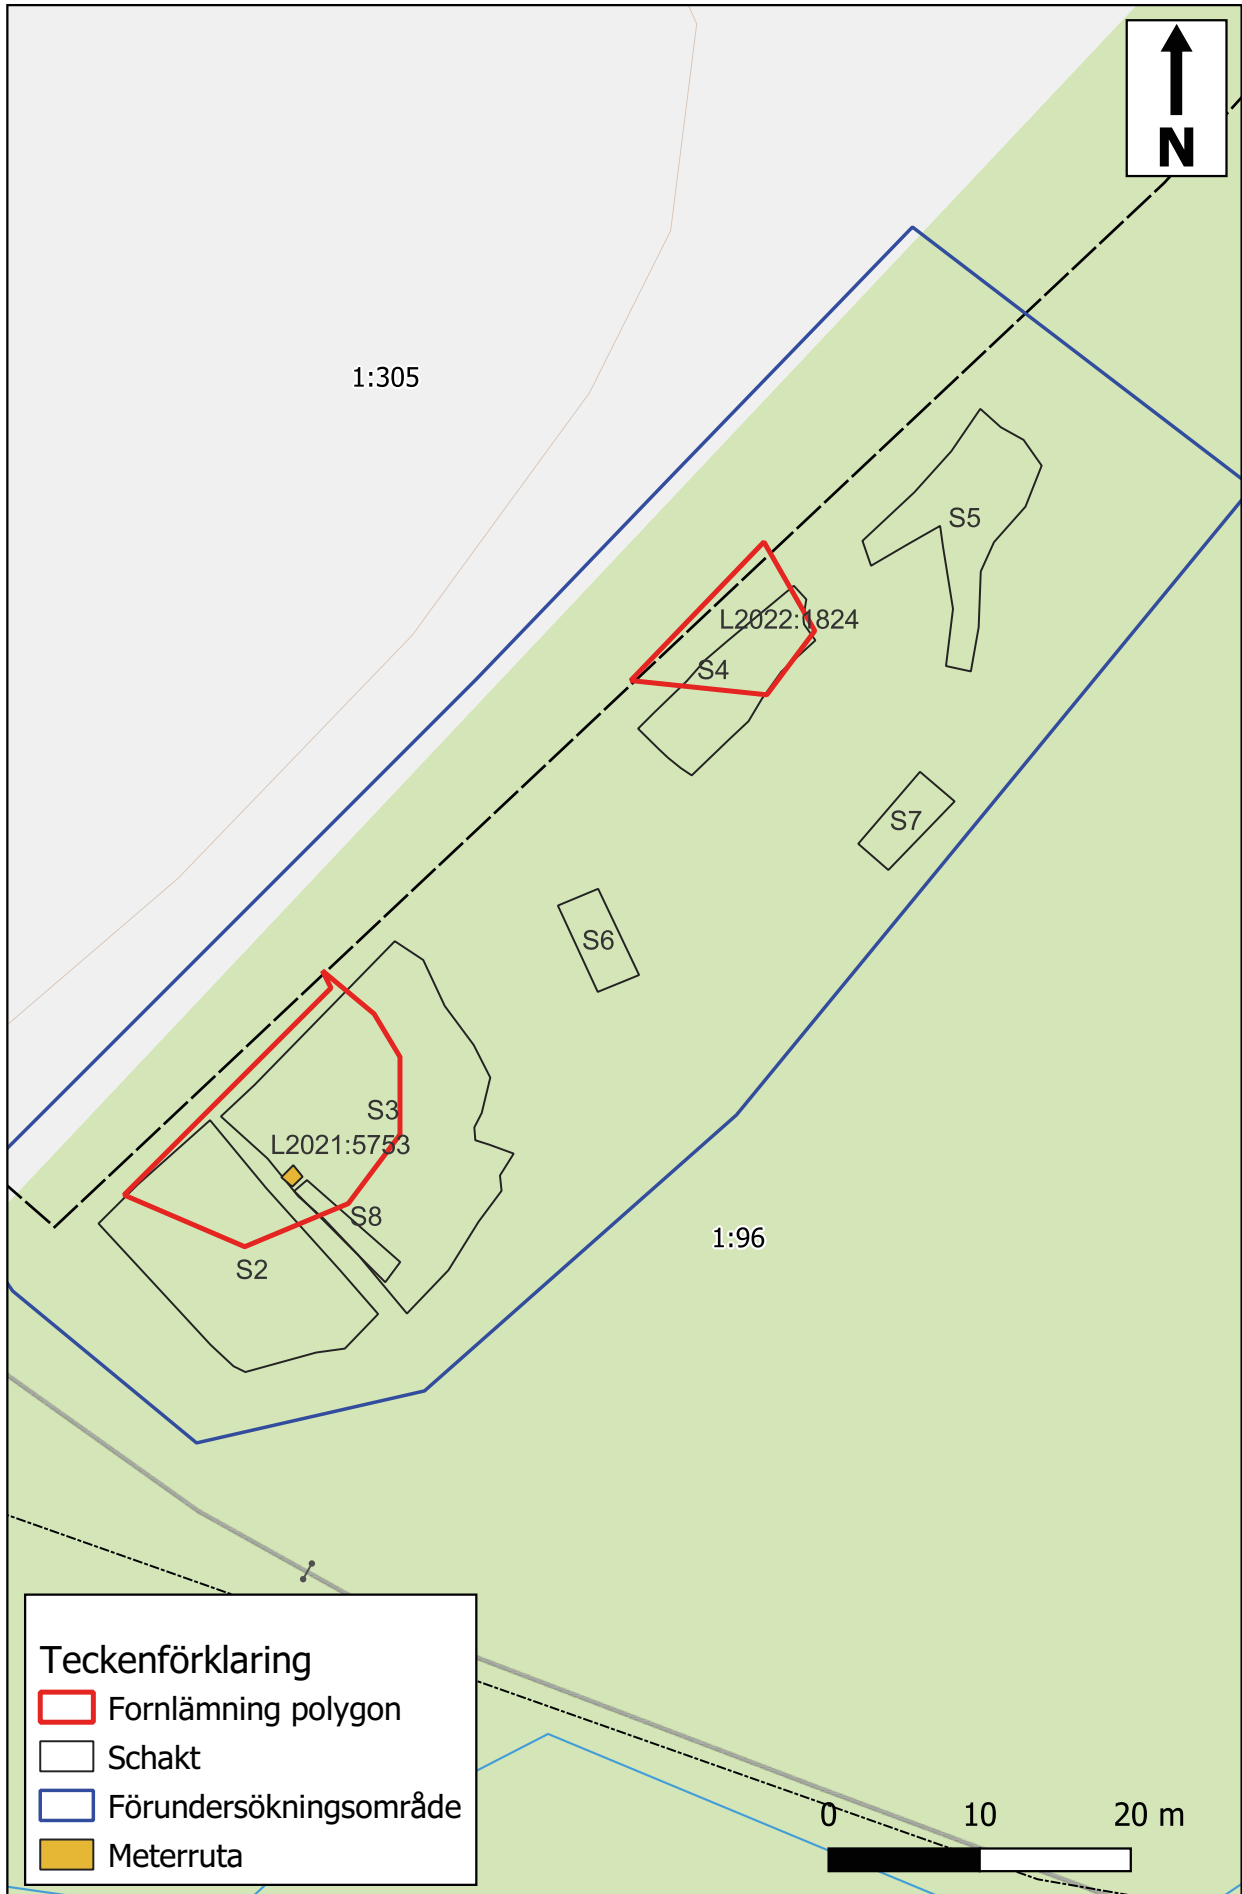 N
1:305
S5
L2022:1824
S4
S7
S6
S3
L2021:5753
S8
1:96
S2
Teckenförklaring
Fornlämning polygon
Schakt
Förundersökningsområde
Meterruta
0 10 20 m